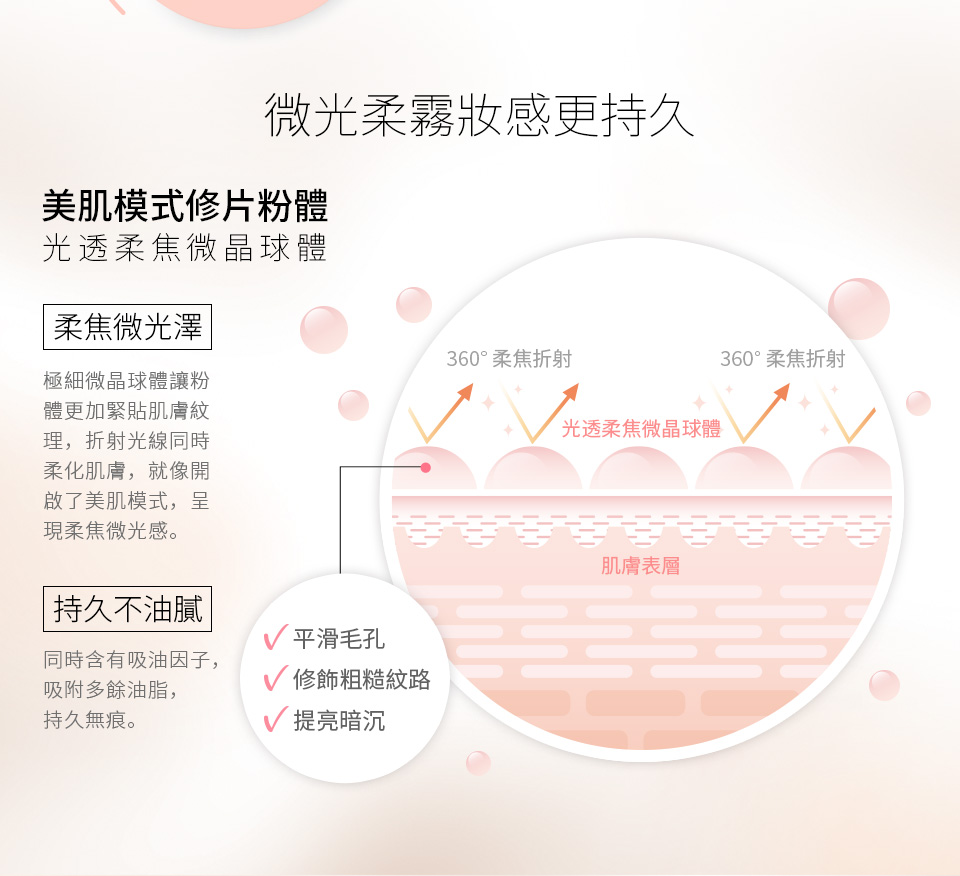 微光柔霧妝感更持久
美肌模式修片粉體
光透柔焦微晶球體
柔焦微光澤
極細微晶球體讓粉
體更加緊貼肌膚紋
理，折射光線同時
柔化肌膚，就像開
啟了美肌模式，呈
現柔焦微光感。
持久不油膩
同時含有吸油因子，
吸附多餘油脂，
持久無痕。
360° 柔焦折射
360° 柔焦折射
光透柔焦微晶球體
肌膚表層
平滑毛孔
修飾粗糙紋路
提亮暗沉